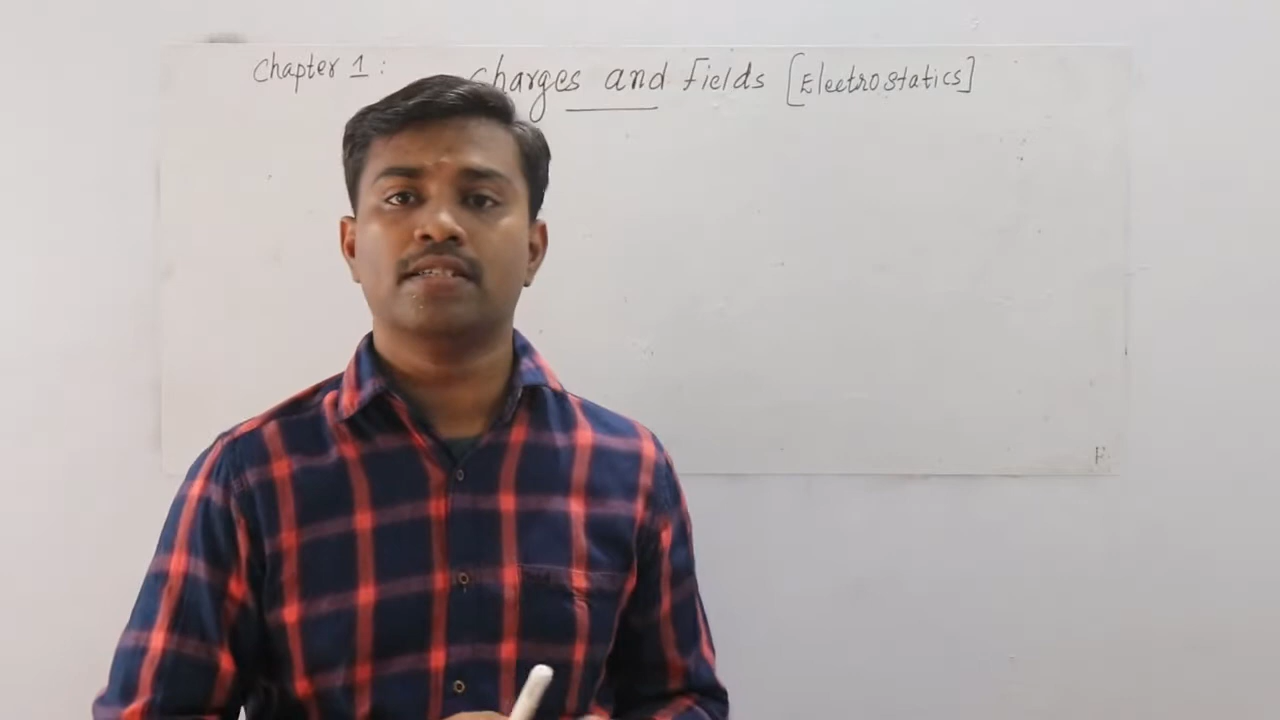 Chapter 1 : Charges and Fields [Electrostatics]